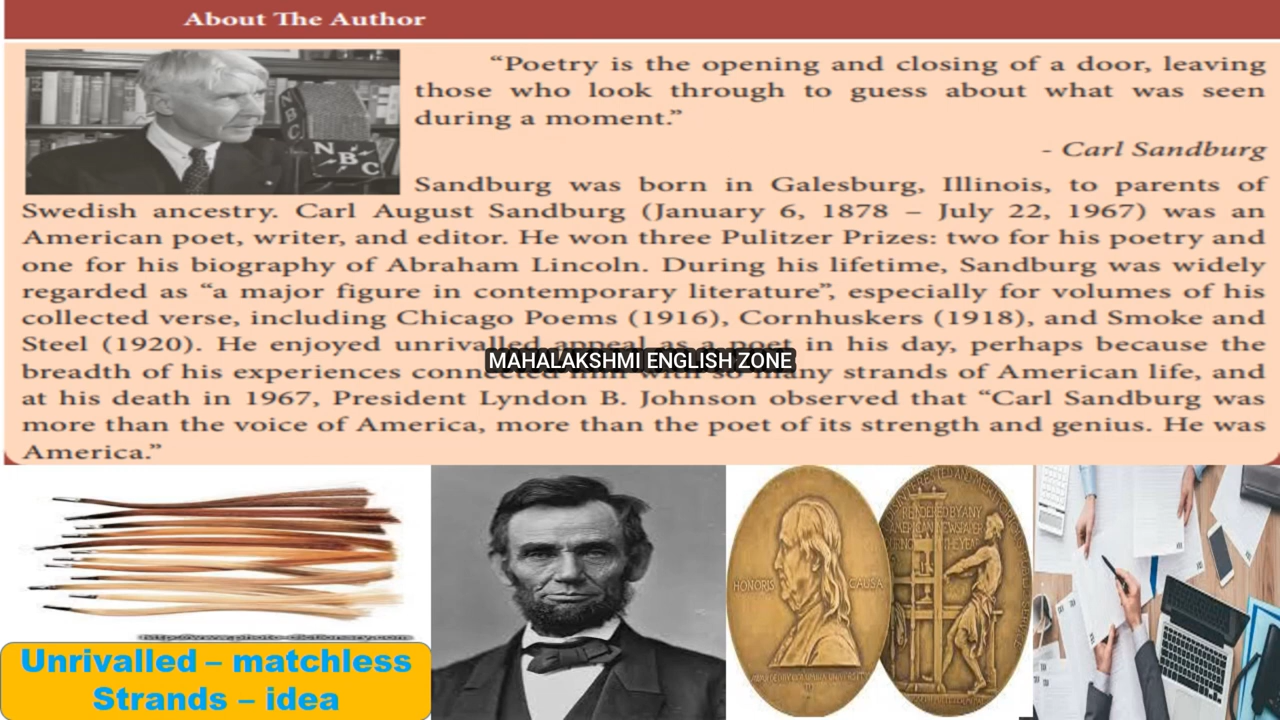 About The Author
“Poetry is the opening and closing of a door, leaving
those who look through to guess about what was seen
during a moment.”
- Carl Sandburg
NBC
NBC
Sandburg was born in Galesburg, Illinois, to parents of
Swedish ancestry. Carl August Sandburg (January 6, 1878 – July 22, 1967) was an
American poet, writer, and editor. He won three Pulitzer Prizes: two for his poetry and
one for his biography of Abraham Lincoln. During his lifetime, Sandburg was widely
regarded as “a major figure in contemporary literature”, especially for volumes of his
collected verse, including Chicago Poems (1916), Cornhuskers (1918), and Smoke and
Steel (1920). He enjoyed unrivalled appeal as a poet in his day, perhaps because the
MAHALAKSHMI ENGLISH ZONE
breadth of his experiences connected him with so many strands of American life, and
at his death in 1967, President Lyndon B. Johnson observed that “Carl Sandburg was
more than the voice of America, more than the poet of its strength and genius. He was
America.”
HONORIS CAUSA
Unrivalled – matchless
Strands – idea